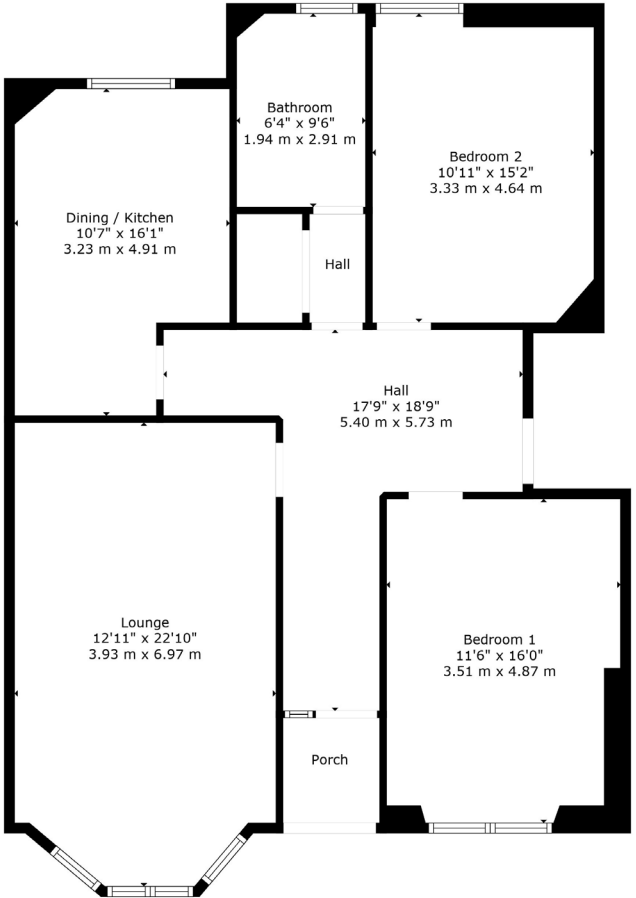 Bathroom
6'4" x 9'6"
1.94 m x 2.91 m
Bedroom 2
10'11" x 15'2"
3.33 m x 4.64 m
Dining / Kitchen
10'7" x 16'1"
3.23 m x 4.91 m
Hall
Hall
17'9" x 18'9"
5.40 m x 5.73 m
Lounge
12'11" x 22'10"
3.93 m x 6.97 m
Bedroom 1
11'6" x 16'0"
3.51 m x 4.87 m
Porch